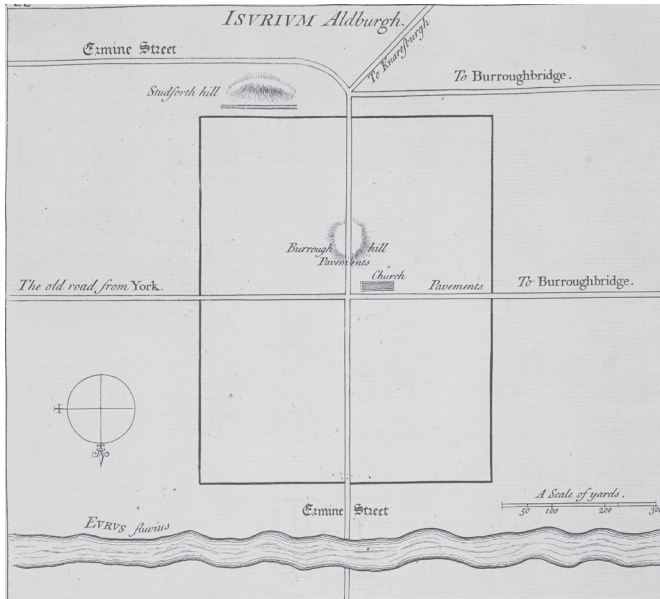 ISVRIVM Aldburgh.
Ermine Street
To Knaresburgh
To Burroughbridge.
Studforth hill
Burrough hill
Pavements
Church
The old road from York.
Pavements
To Burroughbridge.
A Scale of yards.
50 100 200 300
Ermine Street
EVRVS fluvius